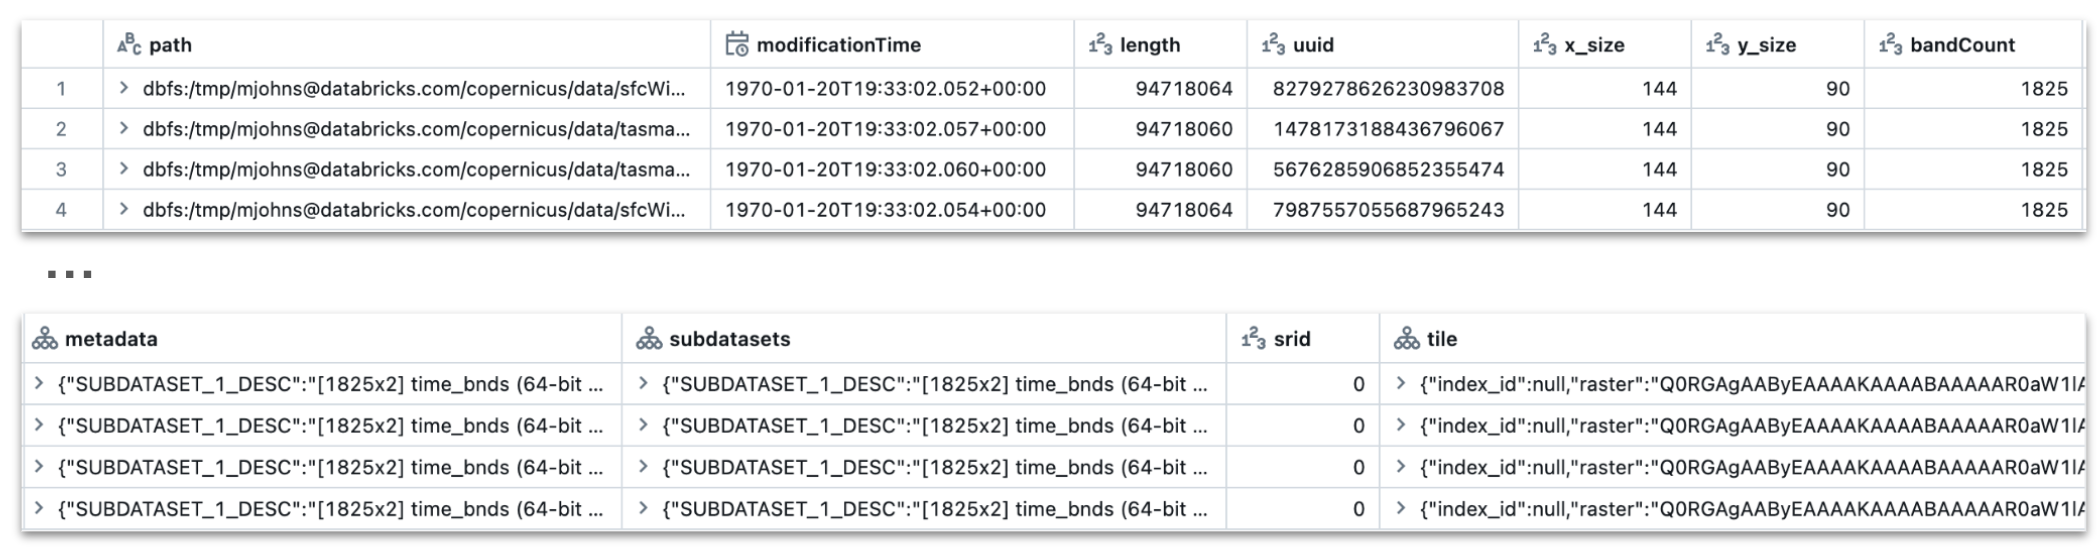 path modificationTime length uuid x_size y_size bandCount
1 dbfs:/tmp/mjohns@databricks.com/copernicus/data/sfcWi... 1970-01-20T19:33:02.052+00:00 94718064 8279278626230983708 144 90 1825
2 dbfs:/tmp/mjohns@databricks.com/copernicus/data/tasma... 1970-01-20T19:33:02.057+00:00 94718060 1478173188436796067 144 90 1825
3 dbfs:/tmp/mjohns@databricks.com/copernicus/data/tasma... 1970-01-20T19:33:02.060+00:00 94718060 5676285906852355474 144 90 1825
4 dbfs:/tmp/mjohns@databricks.com/copernicus/data/sfcWi... 1970-01-20T19:33:02.054+00:00 94718064 7987557055687965243 144 90 1825
...
metadata subdatasets srid tile
{"SUBDATASET_1_DESC":"[1825x2] time_bnds (64-bit ... {"SUBDATASET_1_DESC":"[1825x2] time_bnds (64-bit ... 0 {"index_id":null,"raster":"Q0RGAgAAByEAAAAKAAAABAAAAAR0aW1lA
{"SUBDATASET_1_DESC":"[1825x2] time_bnds (64-bit ... {"SUBDATASET_1_DESC":"[1825x2] time_bnds (64-bit ... 0 {"index_id":null,"raster":"Q0RGAgAAByEAAAAKAAAABAAAAAR0aW1lA
{"SUBDATASET_1_DESC":"[1825x2] time_bnds (64-bit ... {"SUBDATASET_1_DESC":"[1825x2] time_bnds (64-bit ... 0 {"index_id":null,"raster":"Q0RGAgAAByEAAAAKAAAABAAAAAR0aW1lA
{"SUBDATASET_1_DESC":"[1825x2] time_bnds (64-bit ... {"SUBDATASET_1_DESC":"[1825x2] time_bnds (64-bit ... 0 {"index_id":null,"raster":"Q0RGAgAAByEAAAAKAAAABAAAAAR0aW1lA